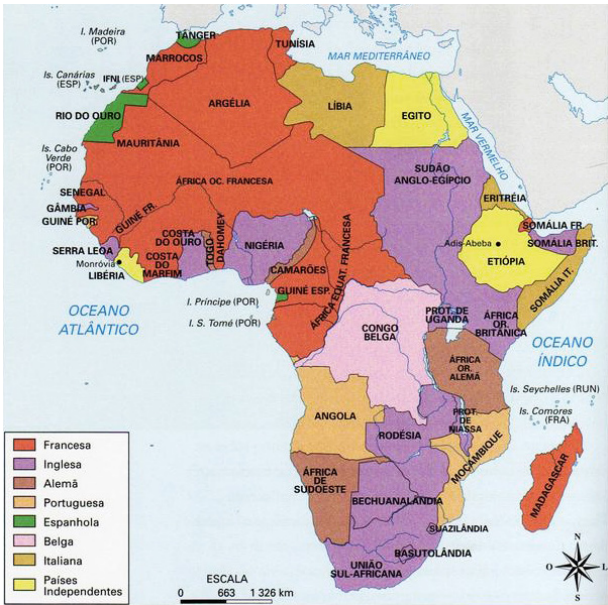 I. Madeira
(POR)
TÂNGER
TUNÍSIA
MAR MEDITERRÂNEO
MARROCOS
Is. Canárias
(ESP)
IFNI (ESP)
RIO DO OURO
ARGÉLIA
LÍBIA
EGITO
MAR VERMELHO
MAURITÂNIA
Is. Cabo
Verde
(POR)
ÁFRICA OC. FRANCESA
SUDÃO
ANGLO-EGÍPCIO
SENEGAL
GÂMBIA
GUINÉ POR.
GUINÉ FR.
ERITRÉIA
SOMÁLIA FR.
SOMÁLIA BRIT.
Adis-Abeba
ETIÓPIA
SOMÁLIA IT.
COSTA
DO OURO
TOGO
DAHOMEY
NIGÉRIA
SERRA LEOA
Monróvia
LIBÉRIA
COSTA
DO
MARFIM
CAMARÕES
ÁFRICA EQUAT. FRANCESA
GUINÉ ESP.
I. Príncipe (POR)
I. S. Tomé (POR)
OCEANO
ATLÂNTICO
PROT. DE
UGANDA
ÁFRICA
OR.
BRITÂNICA
CONGO
BELGA
OCEANO
ÍNDICO
ÁFRICA
OR.
ALEMÃ
Is. Seychelles (RUN)
Is. Comores
(FRA)
ANGOLA
PROT.
DE
NIASSA
RODÉSIA
MOÇAMBIQUE
MADAGASCAR
ÁFRICA
DE
SUDOESTE
BECHUANALÂNDIA
SUAZILÂNDIA
BASUTOLÂNDIA
UNIÃO
SUL-AFRICANA
Francesa
Inglesa
Alemã
Portuguesa
Espanhola
Belga
Italiana
Países
Independentes
ESCALA
0 663 1 326 km
N
O L
S